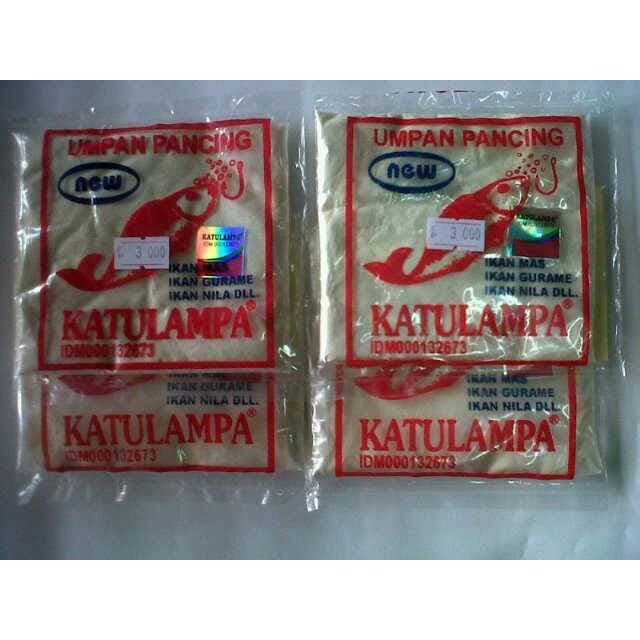 UMPAN PANCING
new
KATULAMPA
3 000
IKAN MAS
IKAN GURAME
IKAN NILA DLL.
KATULAMPA®
IDM000132673
UMPAN PANCING
new
KATULAMPA
3 000
IKAN MAS
IKAN GURAME
IKAN NILA DLL.
KATULAMPA®
IDM000132673
IKAN MAS
IKAN GURAME
IKAN NILA DLL.
KATULAMPA®
IDM000132673
IKAN MAS
IKAN GURAME
IKAN NILA DLL.
KATULAMPA®
IDM000132673